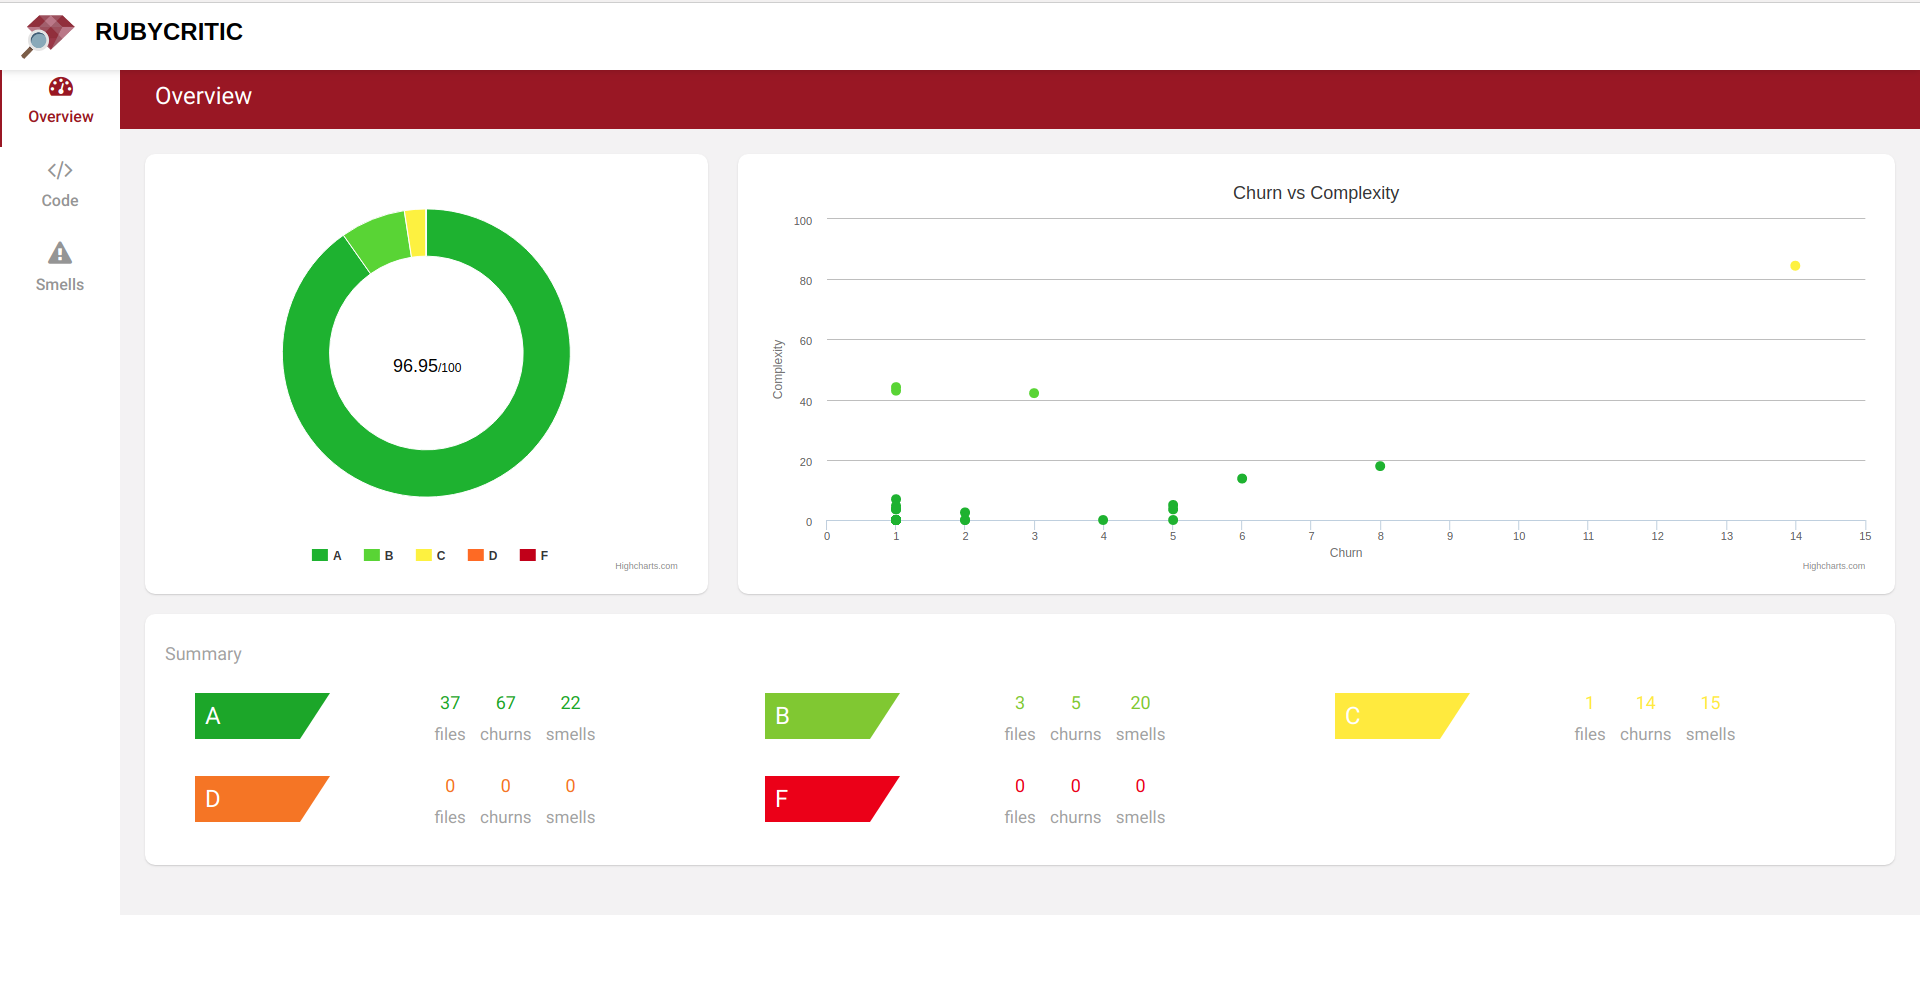 RUBYCRITIC
Overview
Code
Smells
Overview
96.95/100
A B C D F
Highcharts.com
Churn vs Complexity
Complexity
100
80
60
40
20
0
0 1 2 3 4 5 6 7 8 9 10 11 12 13 14 15
Churn
Highcharts.com
Summary
A
37 67 22
files churns smells
B
3 5 20
files churns smells
C
1 14 15
files churns smells
D
0 0 0
files churns smells
F
0 0 0
files churns smells